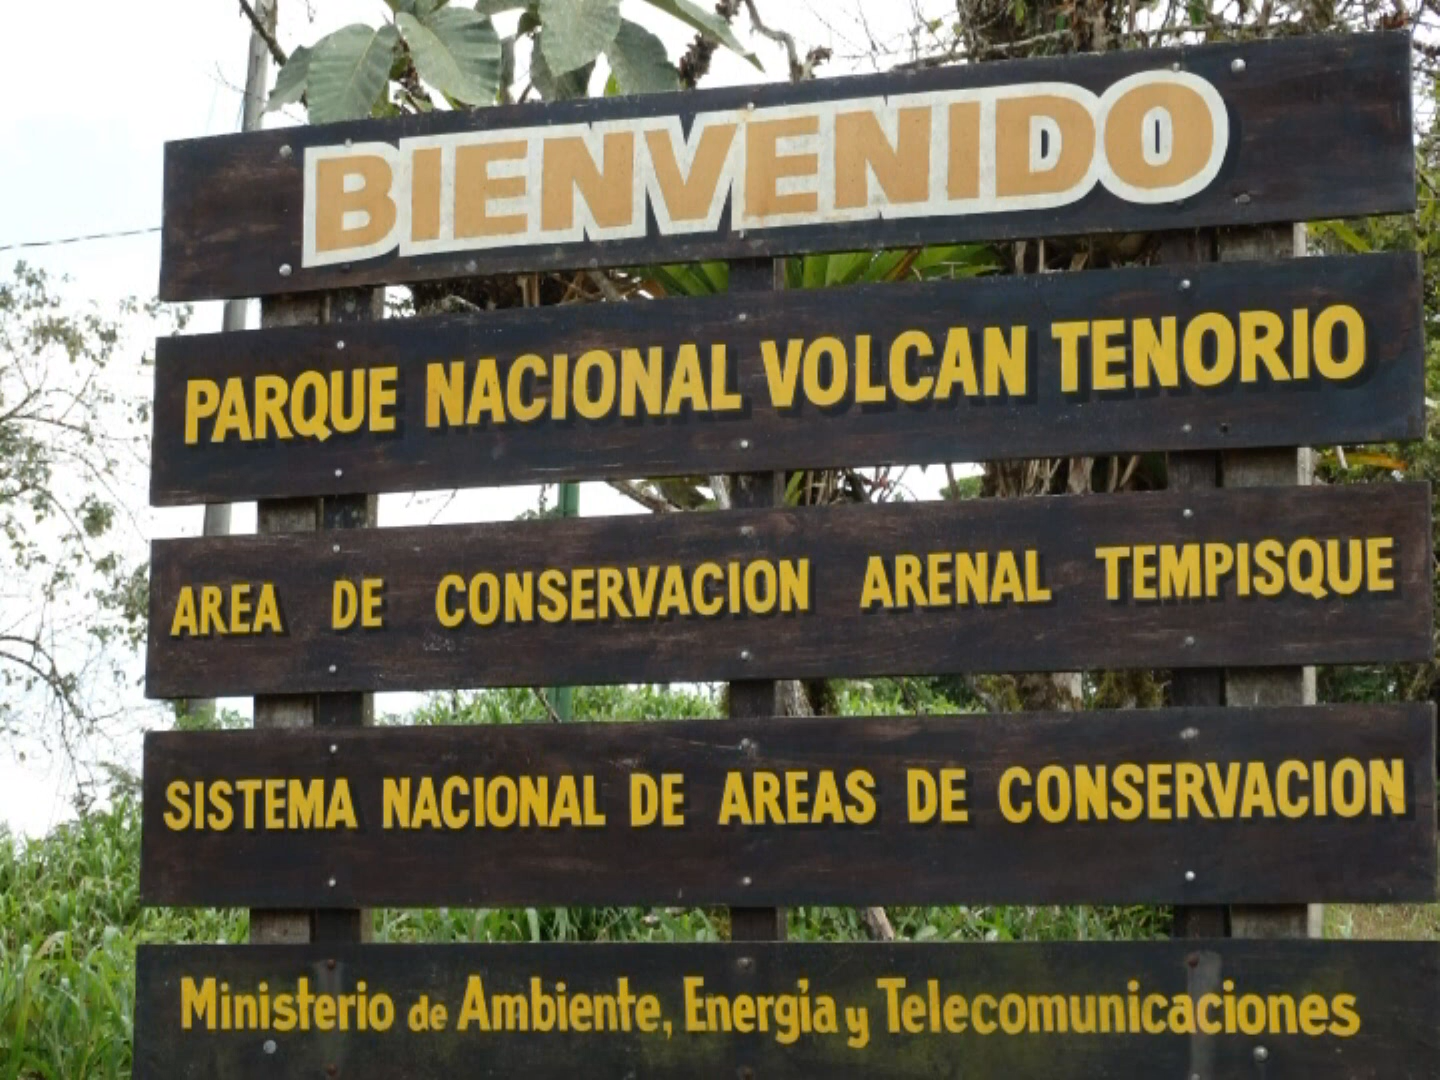 BIENVENIDO
PARQUE NACIONAL VOLCAN TENORIO
AREA DE CONSERVACION ARENAL TEMPISQUE
SISTEMA NACIONAL DE AREAS DE CONSERVACION
Ministerio de Ambiente, Energía y Telecomunicaciones